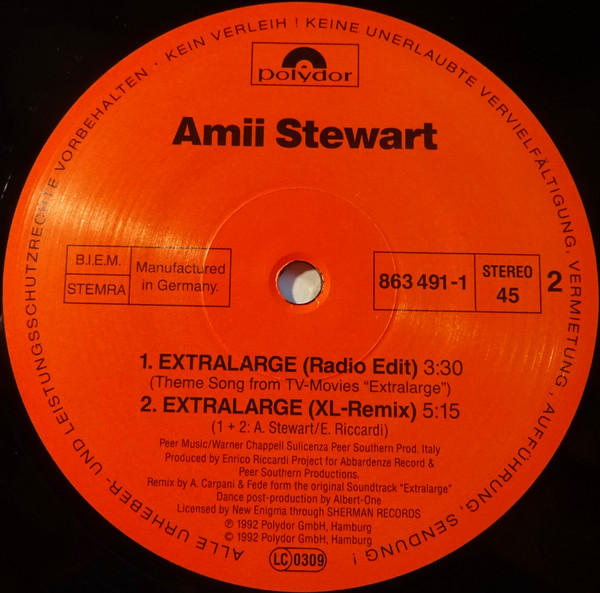 ALLE URHEBER- UND LEISTUNGSSCHUTZRECHTE VORBEHALTEN · KEIN VERLEIH ! KEINE UNERLAUBTE VERVIELFÄLTIGUNG, VERMIETUNG, AUFFÜHRUNG, SENDUNG !
polydor
Amii Stewart
B.I.E.M.
STEMRA
Manufactured
in Germany.
863 491-1
STEREO
45
2
1. EXTRALARGE (Radio Edit) 3:30
(Theme Song from TV-Movies “Extralarge”)
2. EXTRALARGE (XL-Remix) 5:15
(1 + 2: A. Stewart/E. Riccardi)
Peer Music/Warner Chappell Sulicenza Peer Southern Prod. Italy
Produced by Enrico Riccardi Project for Abbardenze Record &
Peer Southern Productions.
Remix by A. Carpani & Fede form the original Soundtrack “Extralarge”
Dance post-production by Albert-One
Licensed by New Enigma through SHERMAN RECORDS
℗ 1992 Polydor GmbH, Hamburg
© 1992 Polydor GmbH, Hamburg
LC 0309